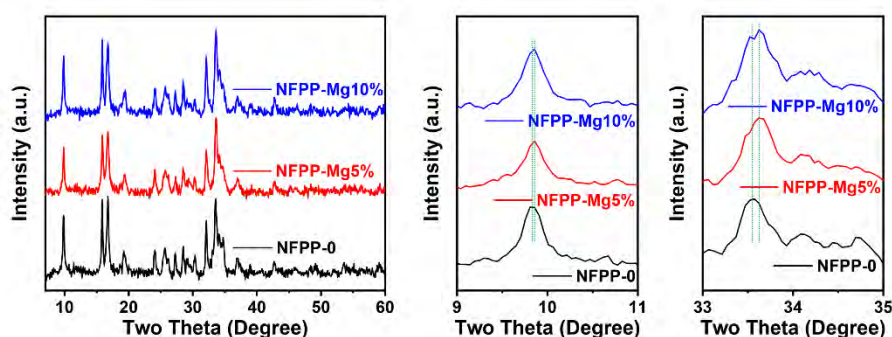 Intensity (a.u.)
NFPP-Mg10%
NFPP-Mg5%
NFPP-0
10 20 30 40 50 60
Two Theta (Degree)
Intensity (a.u.)
NFPP-Mg10%
NFPP-Mg5%
NFPP-0
9 10 11
Two Theta (Degree)
Intensity (a.u.)
NFPP-Mg10%
NFPP-Mg5%
NFPP-0
33 34 35
Two Theta (Degree)